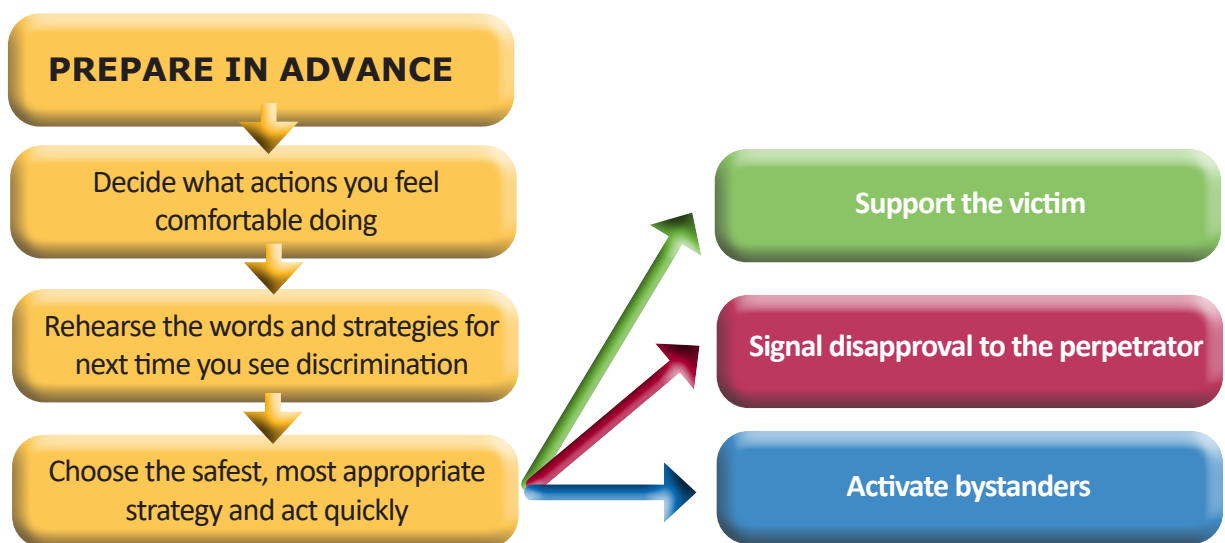 PREPARE IN ADVANCE
Decide what actions you feel
comfortable doing
Rehearse the words and strategies for
next time you see discrimination
Choose the safest, most appropriate
strategy and act quickly
Support the victim
Signal disapproval to the perpetrator
Activate bystanders